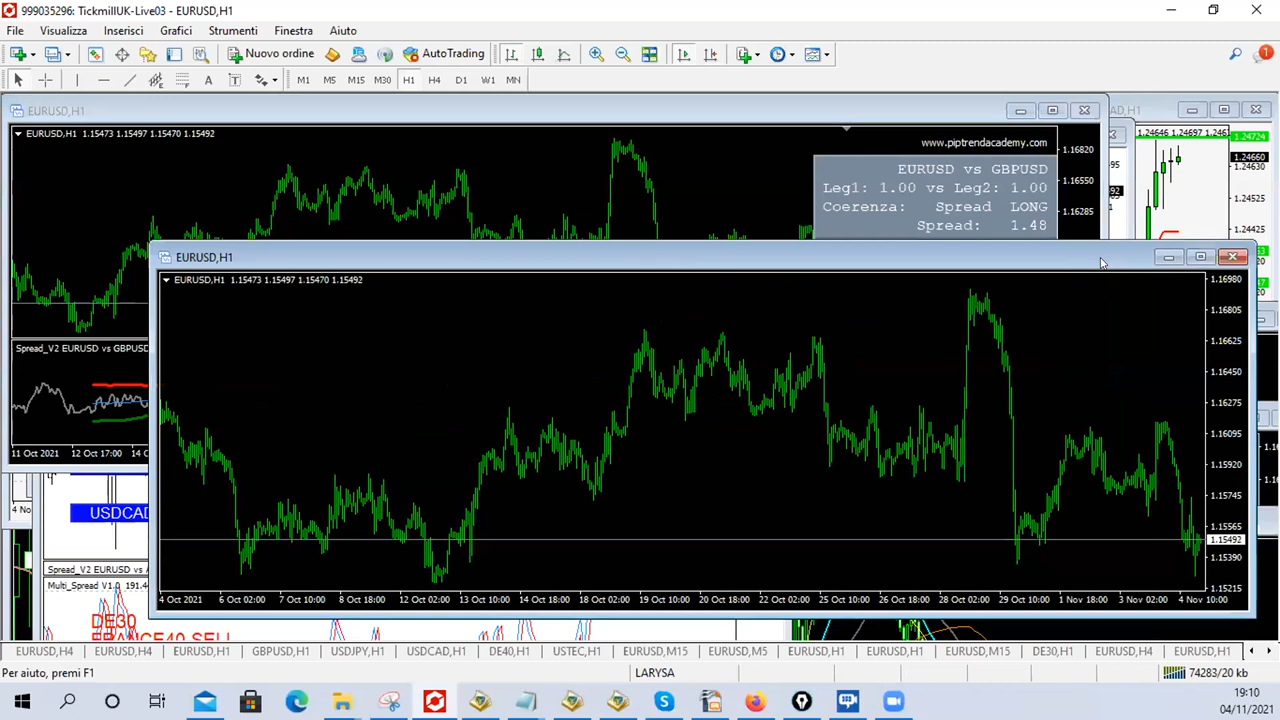 999035296: TickmillUK-Live03 - EURUSD,H1
File Visualizza Inserisci Grafici Strumenti Finestra Aiuto
Nuovo ordine AutoTrading
M1 M5 M15 M30 H1 H4 D1 W1 MN
EURUSD,H1
EURUSD,H1 1.15473 1.15497 1.15470 1.15492
www.piptrendacademy.com
EURUSD vs GBPUSD
Leg1: 1.00 vs Leg2: 1.00
Coerenza: Spread LONG
Spread: 1.48
1.16820
1.16550
1.16285
1.24646 1.24697
1.24724
1.24660
1.24630
1.24425
Spread_V2 EURUSD vs GBPUSD
11 Oct 2021 12 Oct 17:00
EURUSD,H1
EURUSD,H1 1.15473 1.15497 1.15470 1.15492
1.16980
1.16805
1.16625
1.16450
1.16275
1.16095
1.15920
1.15745
1.15565
1.15492
1.15390
1.15215
4 Oct 2021 6 Oct 02:00 7 Oct 10:00 8 Oct 18:00 12 Oct 02:00 13 Oct 10:00 14 Oct 18:00 18 Oct 02:00 19 Oct 10:00 20 Oct 18:00 22 Oct 02:00 25 Oct 10:00 26 Oct 18:00 28 Oct 02:00 29 Oct 10:00 1 Nov 18:00 3 Nov 02:00 4 Nov 10:00
USDCAD
Spread_V2 EURUSD vs
Multi_Spread V1.0 191.4
DE30
FRANCE40 SELL
EURUSD,H4 EURUSD,H4 EURUSD,H1 GBPUSD,H1 USDJPY,H1 USDCAD,H1 DE40,H1 USTEC,H1 EURUSD,M15 EURUSD,M5 EURUSD,H1 EURUSD,H1 EURUSD,M15 DE30,H1 EURUSD,H4 EURUSD,H1
Per aiuto, premi F1 LARYSA 74283/20 kb
19:10
04/11/2021